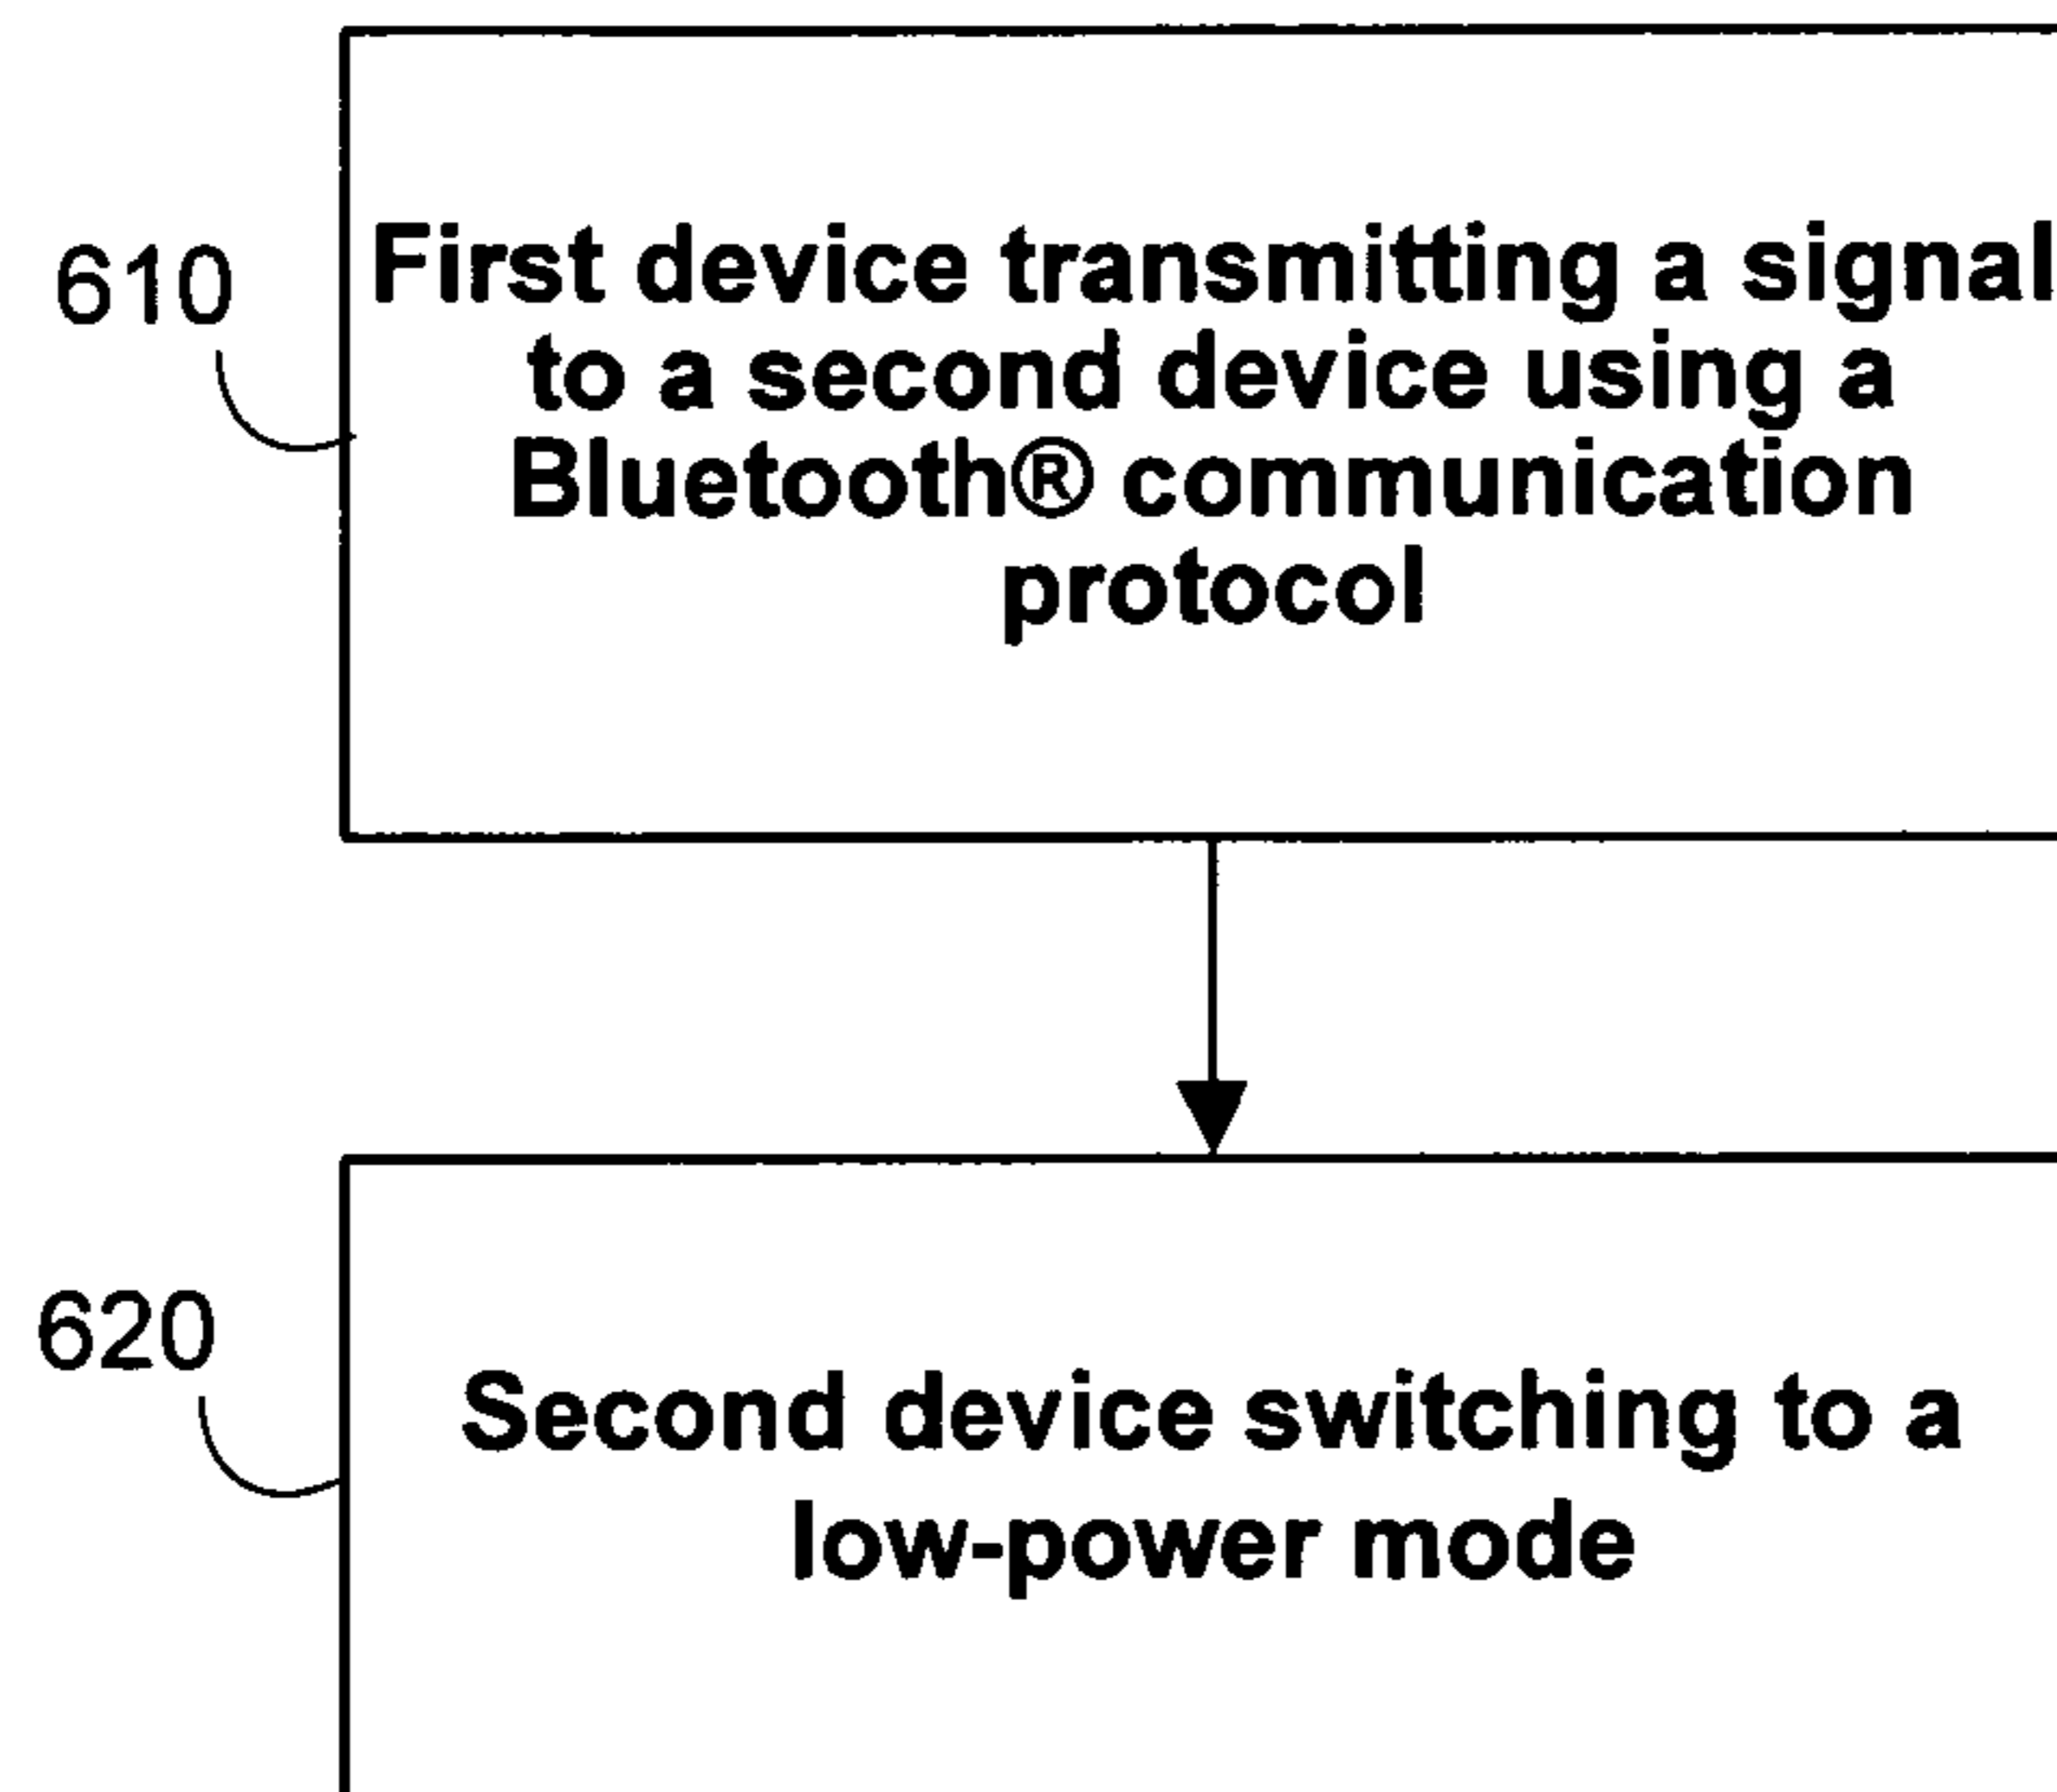 610
First device transmitting a signal
to a second device using a
Bluetooth® communication
protocol
620
Second device switching to a
low-power mode